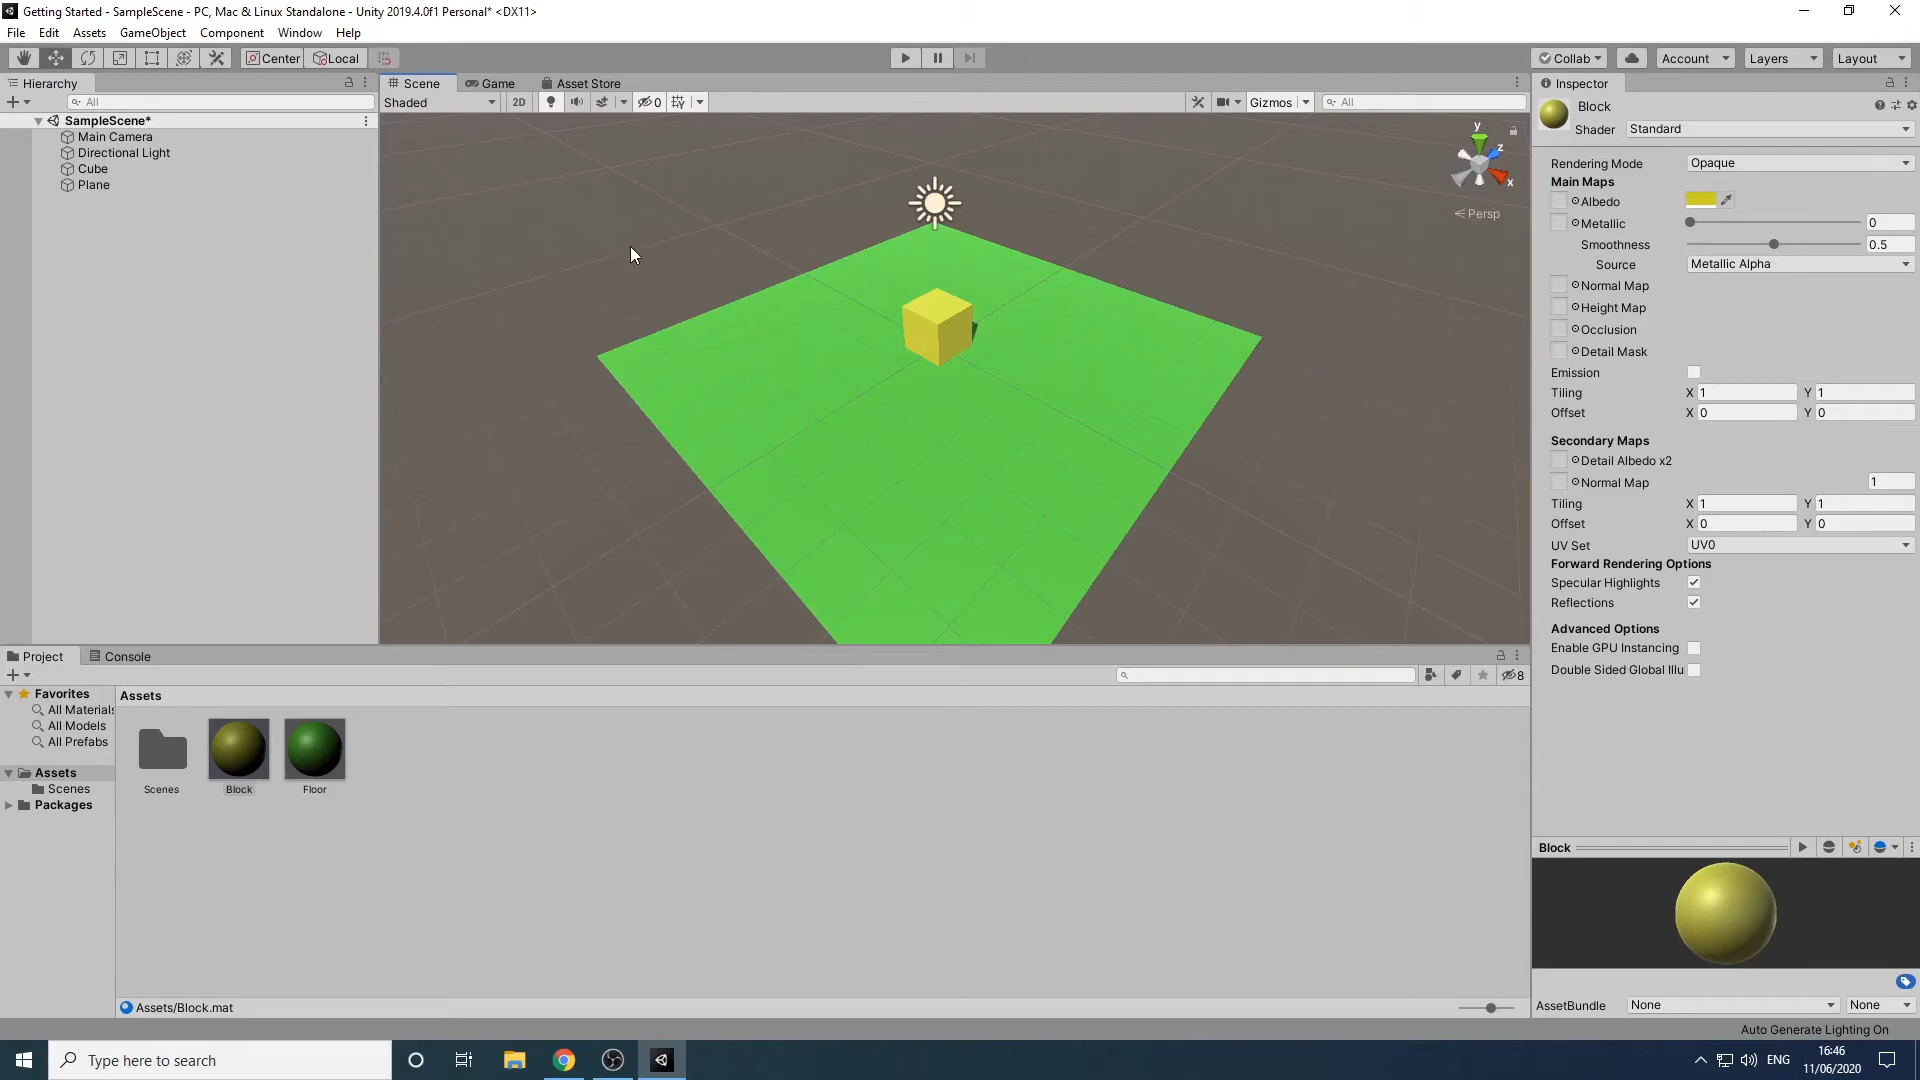 Getting Started - SampleScene - PC, Mac & Linux Standalone - Unity 2019.4.0f1 Personal* <DX11>
File Edit Assets GameObject Component Window Help
Center Local Collab Account Layers Layout
Hierarchy
All
SampleScene*
Main Camera
Directional Light
Cube
Plane
Scene Game Asset Store
Shaded 2D 0 Gizmos All
y
z
x
Persp
Inspector
Block
Shader Standard
Rendering Mode Opaque
Main Maps
Albedo
Metallic 0
Smoothness 0.5
Source Metallic Alpha
Normal Map
Height Map
Occlusion
Detail Mask
Emission
Tiling X 1 Y 1
Offset X 0 Y 0
Secondary Maps
Detail Albedo x2
Normal Map 1
Tiling X 1 Y 1
Offset X 0 Y 0
UV Set UV0
Forward Rendering Options
Specular Highlights
Reflections
Advanced Options
Enable GPU Instancing
Double Sided Global Illu
Project Console
8
Favorites
All Materials
All Models
All Prefabs
Assets
Scenes
Packages
Assets
Scenes Block Floor
Assets/Block.mat
Block
AssetBundle None None
Auto Generate Lighting On
Type here to search
ENG
16:46
11/06/2020